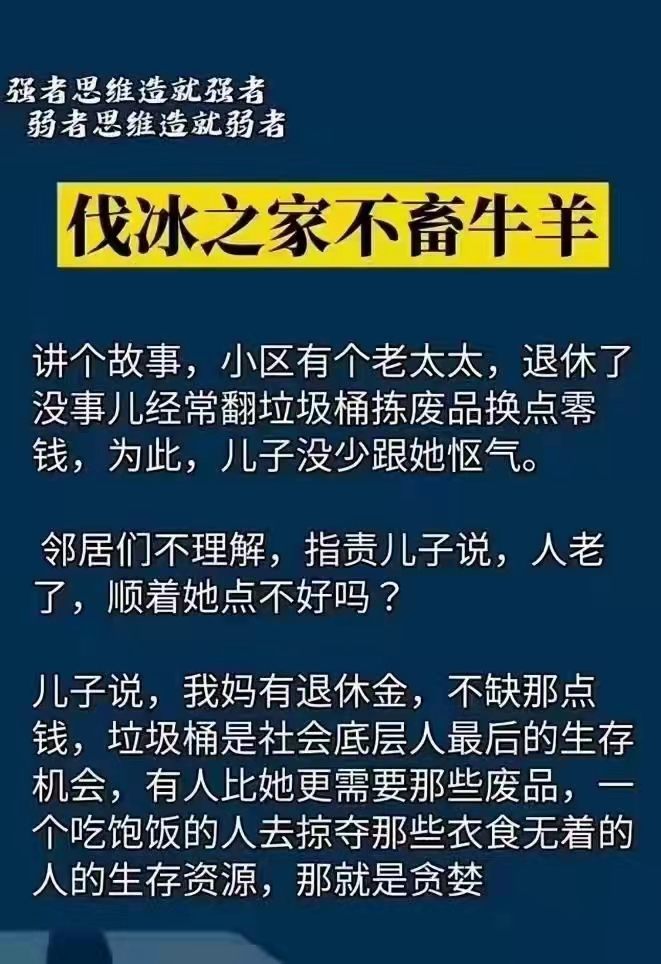 强者思维造就强者
弱者思维造就弱者
伐冰之家不畜牛羊
讲个故事，小区有个老太太，退休了
没事儿经常翻垃圾桶拣废品换点零
钱，为此，儿子没少跟她怄气。
邻居们不理解，指责儿子说，人老
了，顺着她点不好吗？
儿子说，我妈有退休金，不缺那点
钱，垃圾桶是社会底层人最后的生存
机会，有人比她更需要那些废品，一
个吃饱饭的人去掠夺那些衣食无着的
人的生存资源，那就是贪婪